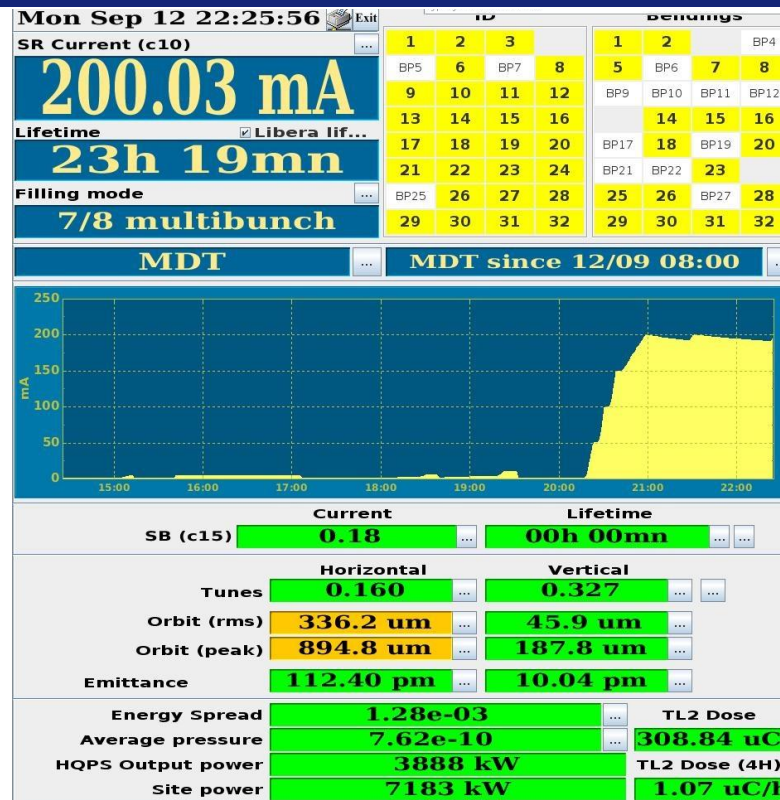 Mon Sep 12 22:25:56 Exit
SR Current (c10) ...
200.03 mA
Lifetime Libera lif...
23h 19mn
Filling mode ...
7/8 multibunch
ID
1 2 3
BP5 6 BP7 8
9 10 11 12
13 14 15 16
17 18 19 20
21 22 23 24
BP25 26 27 28
29 30 31 32
Bendings
1 2 BP4
5 BP6 7 8
BP9 BP10 BP11 BP12
14 15 16
BP17 18 BP19 20
BP21 BP22 23
25 26 BP27 28
29 30 31 32
MDT ... MDT since 12/09 08:00
250
200
150
100
50
0
mA
15:00 16:00 17:00 18:00 19:00 20:00 21:00 22:00
Current Lifetime
SB (c15) 0.18 ... 00h 00mn ... ...
Horizontal Vertical
Tunes 0.160 ... 0.327 ... ...
Orbit (rms) 336.2 um ... 45.9 um ...
Orbit (peak) 894.8 um ... 187.8 um ...
Emittance 112.40 pm ... 10.04 pm ...
Energy Spread 1.28e-03 ... TL2 Dose
Average pressure 7.62e-10 ... 308.84 uC
HQPS Output power 3888 kW TL2 Dose (4H)
Site power 7183 kW 1.07 uC/